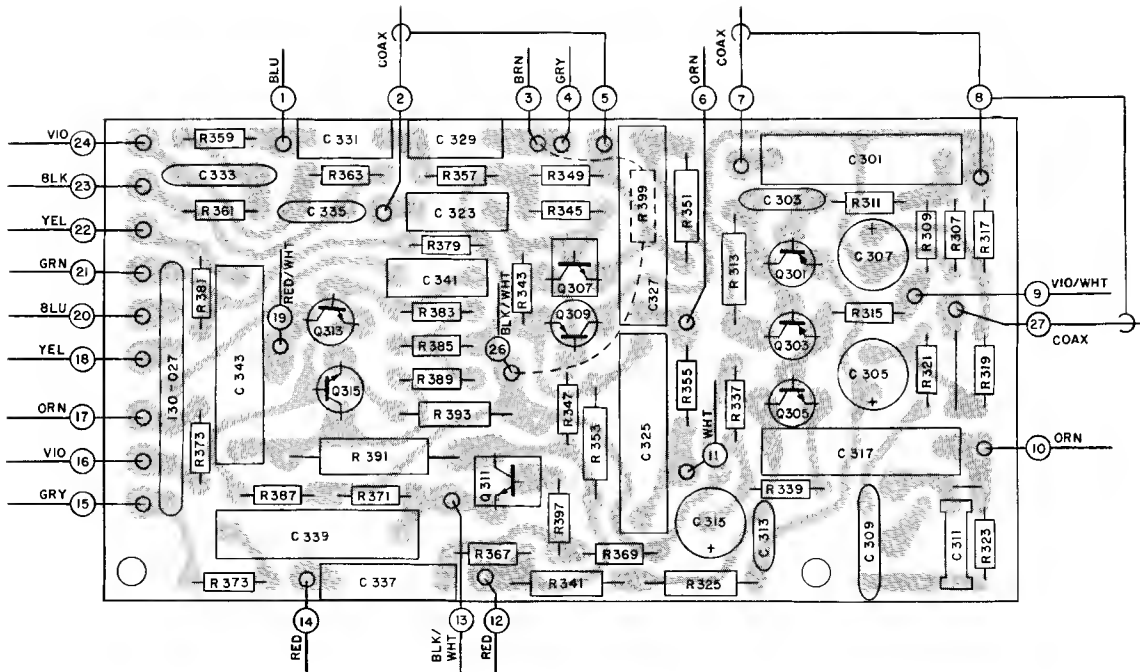 BLU
1
COAX
2
BRN
3
GRY
4
5
ORN
6
COAX
7
8
VIO
24
R359
C 331
C 329
C 301
BLK
23
C 333
R363
R357
R349
R399
R351
C 303
R311
R361
C 335
C 323
R345
R309
R307
R317
YEL
22
R379
R313
Q301
C 307
GRN
21
R381
RED/WHT
19
C 341
R343
Q307
C327
9
VIO/WHT
BLU
20
Q313
R383
BLK/WHT
26
Q309
R315
27
COAX
YEL
18
C 343
R385
Q303
130-027
Q315
R389
R355
R337
C 305
R321
R319
ORN
17
R393
R347
R353
C 325
WHT
11
Q305
R373
VIO
16
R 391
C 317
10
ORN
GRY
15
R387
R371
Q311
R397
R339
C 339
C 315
C 313
C 309
C 311
R323
R367
R369
R373
C 337
R341
R325
RED
14
BLK/
WHT
13
RED
12
+
+
+